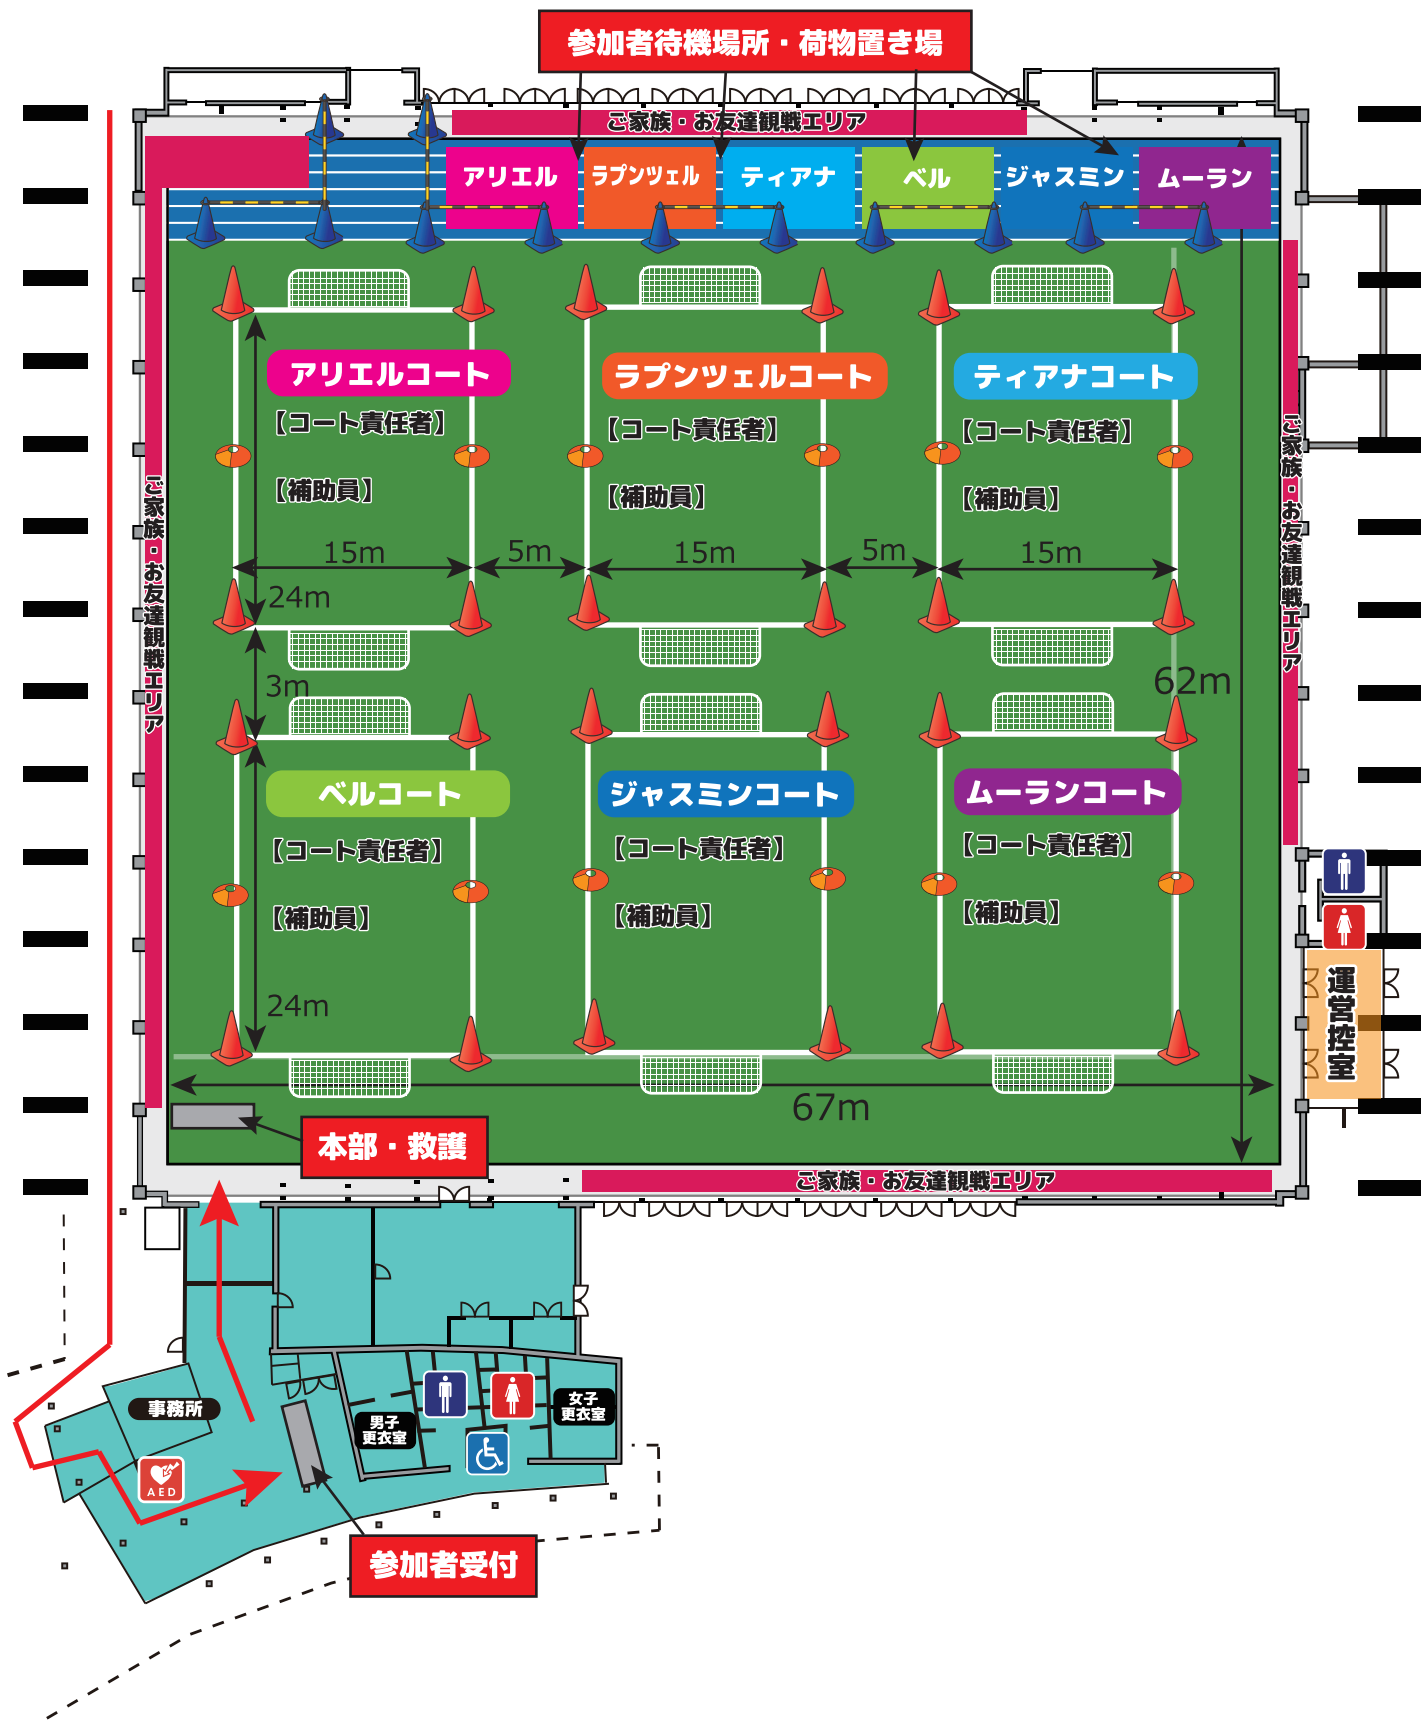 参加者待機場所・荷物置き場
ご家族・お友達観戦エリア
アリエル
ラプンツェル
ティアナ
ベル
ジャスミン
ムーラン
アリエルコート
ラプンツェルコート
ティアナコート
【コート責任者】
【コート責任者】
【コート責任者】
【補助員】
【補助員】
【補助員】
ご家族・お友達観戦エリア
ご家族・お友達観戦エリア
15m
5m
15m
5m
15m
24m
3m
62m
ベルコート
ジャスミンコート
ムーランコート
【コート責任者】
【コート責任者】
【コート責任者】
【補助員】
【補助員】
【補助員】
運営控室
24m
67m
本部・救護
ご家族・お友達観戦エリア
事務所
男子
更衣室
女子
更衣室
AED
参加者受付